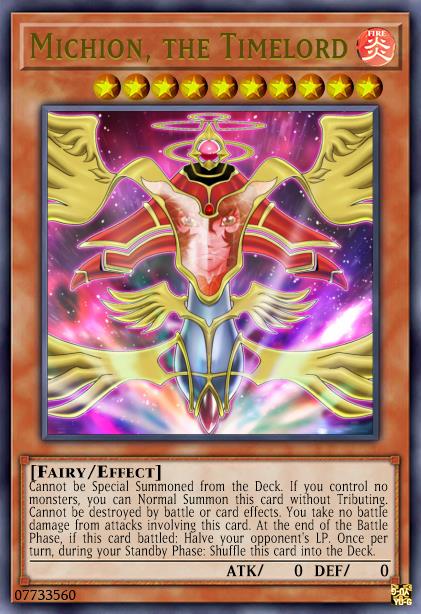 Michion, the Timelord
FIRE
炎
[Fairy/Effect]
Cannot be Special Summoned from the Deck. If you control no
monsters, you can Normal Summon this card without Tributing.
Cannot be destroyed by battle or card effects. You take no battle
damage from attacks involving this card. At the end of the Battle
Phase, if this card battled: Halve your opponent's LP. Once per
turn, during your Standby Phase: Shuffle this card into the Deck.
ATK/ 0 DEF/ 0
07733560